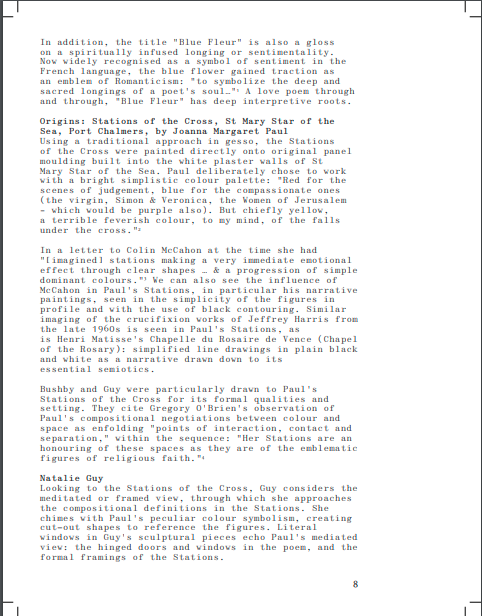 In addition, the title "Blue Fleur" is also a gloss
on a spiritually infused longing or sentimentality.
Now widely recognised as a symbol of sentiment in the
French language, the blue flower gained traction as
an emblem of Romanticism: "to symbolize the deep and
sacred longings of a poet's soul…"¹ A love poem through
and through, "Blue Fleur" has deep interpretive roots.
Origins: Stations of the Cross, St Mary Star of the
Sea, Port Chalmers, by Joanna Margaret Paul
Using a traditional approach in gesso, the Stations
of the Cross were painted directly onto original panel
moulding built into the white plaster walls of St
Mary Star of the Sea. Paul deliberately chose to work
with a bright simplistic colour palette: "Red for the
scenes of judgement, blue for the compassionate ones
(the virgin, Simon & Veronica, the Women of Jerusalem
- which would be purple also). But chiefly yellow,
a terrible feverish colour, to my mind, of the falls
under the cross."²
In a letter to Colin McCahon at the time she had
"[imagined] stations making a very immediate emotional
effect through clear shapes … & a progression of simple
dominant colours."³ We can also see the influence of
McCahon in Paul's Stations, in particular his narrative
paintings, seen in the simplicity of the figures in
profile and with the use of black contouring. Similar
imaging of the crucifixion works of Jeffrey Harris from
the late 1960s is seen in Paul's Stations, as
is Henri Matisse's Chapelle du Rosaire de Vence (Chapel
of the Rosary): simplified line drawings in plain black
and white as a narrative drawn down to its
essential semiotics.
Bushby and Guy were particularly drawn to Paul's
Stations of the Cross for its formal qualities and
setting. They cite Gregory O'Brien's observation of
Paul's compositional negotiations between colour and
space as enfolding "points of interaction, contact and
separation," within the sequence: "Her Stations are an
honouring of these spaces as they are of the emblematic
figures of religious faith."⁴
Natalie Guy
Looking to the Stations of the Cross, Guy considers the
meditated or framed view, through which she approaches
the compositional definitions in the Stations. She
chimes with Paul's peculiar colour symbolism, creating
cut-out shapes to reference the figures. Literal
windows in Guy's sculptural pieces echo Paul's mediated
view: the hinged doors and windows in the poem, and the
formal framings of the Stations.
8